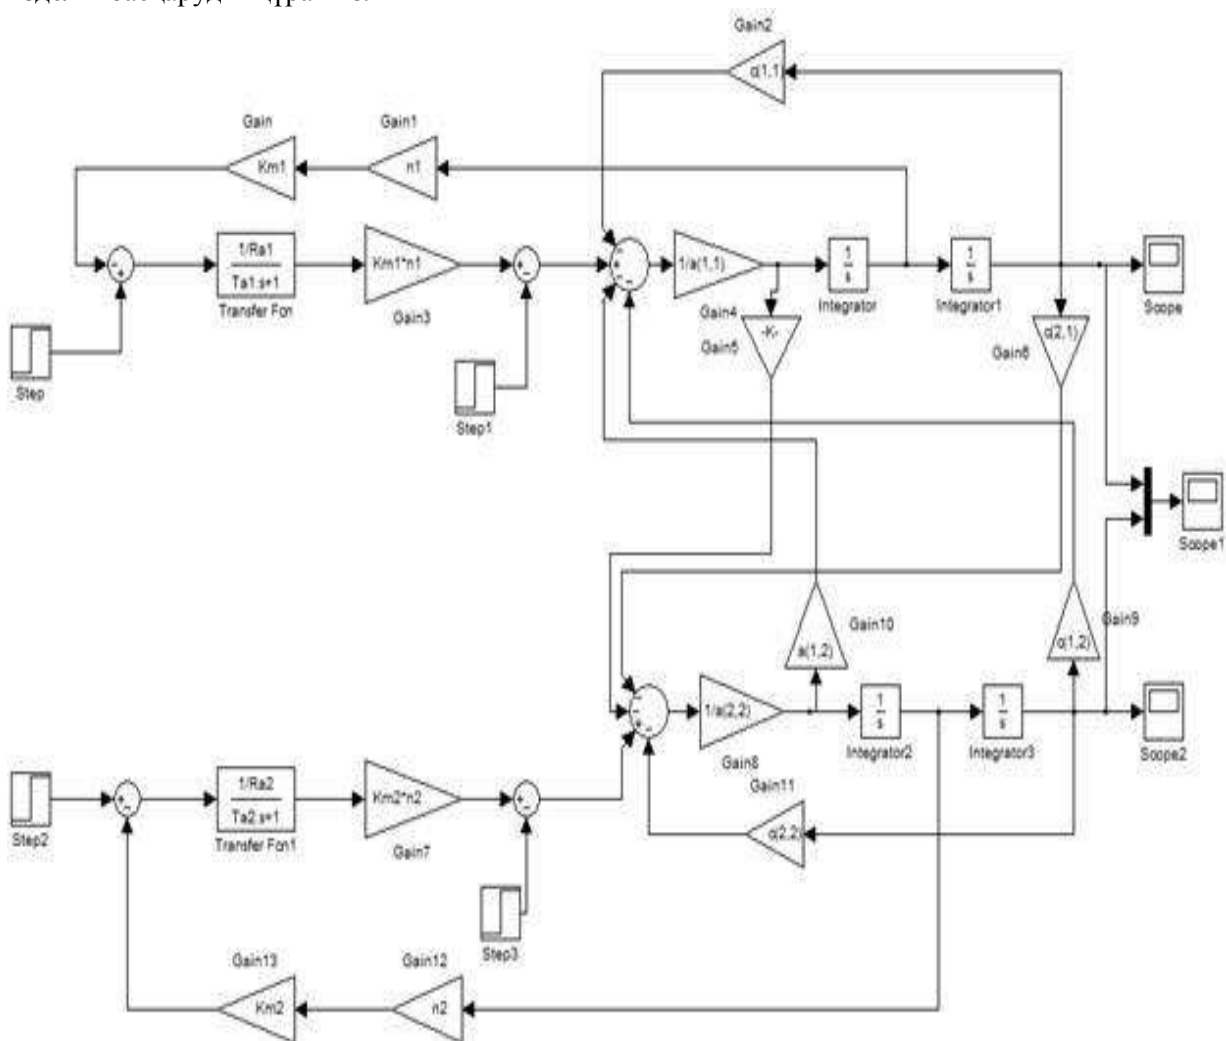 Gain2
c(1,1)
Gain
Gain1
Km1
n1
1/Ra1
Ta1.s+1
Transfer Fcn
Km1*n1
Gain3
1/a(1,1)
Gain4
1
s
Integrator
1
s
Integrator1
Scope
Step
Step1
-K-
Gain5
c(2,1)
Gain6
Scope1
Gain10
a(1,2)
Gain9
c(1,2)
1/a(2,2)
Gain8
1
s
Integrator2
1
s
Integrator3
Scope2
Gain11
c(2,2)
Step2
1/Ra2
Ta2.s+1
Transfer Fcn1
Km2*n2
Gain7
Step3
Gain13
Km2
Gain12
n2